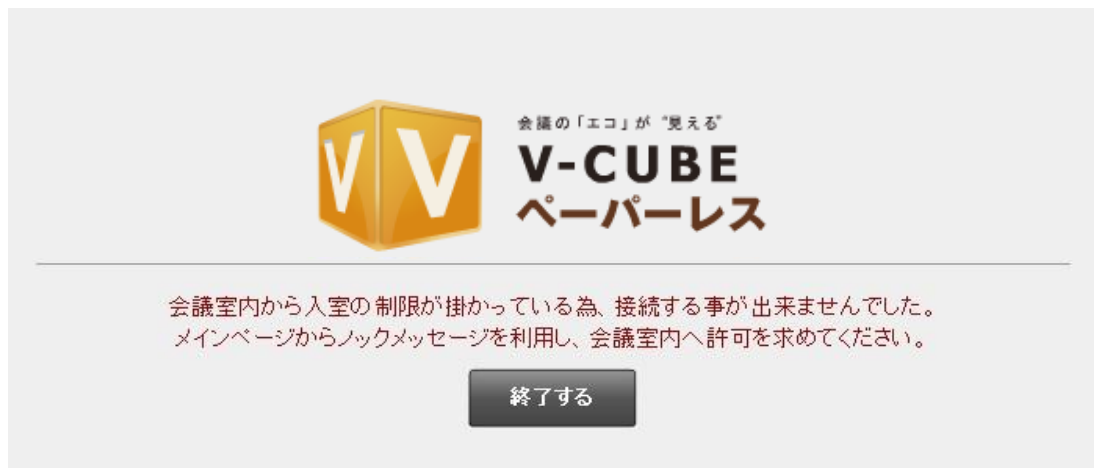 会議の「エコ」が "見える"
V-CUBE
ペーパーレス
会議室内から入室の制限が掛かっている為、接続する事が出来ませんでした。
メインページからノックメッセージを利用し、会議室内へ許可を求めてください。
終了する